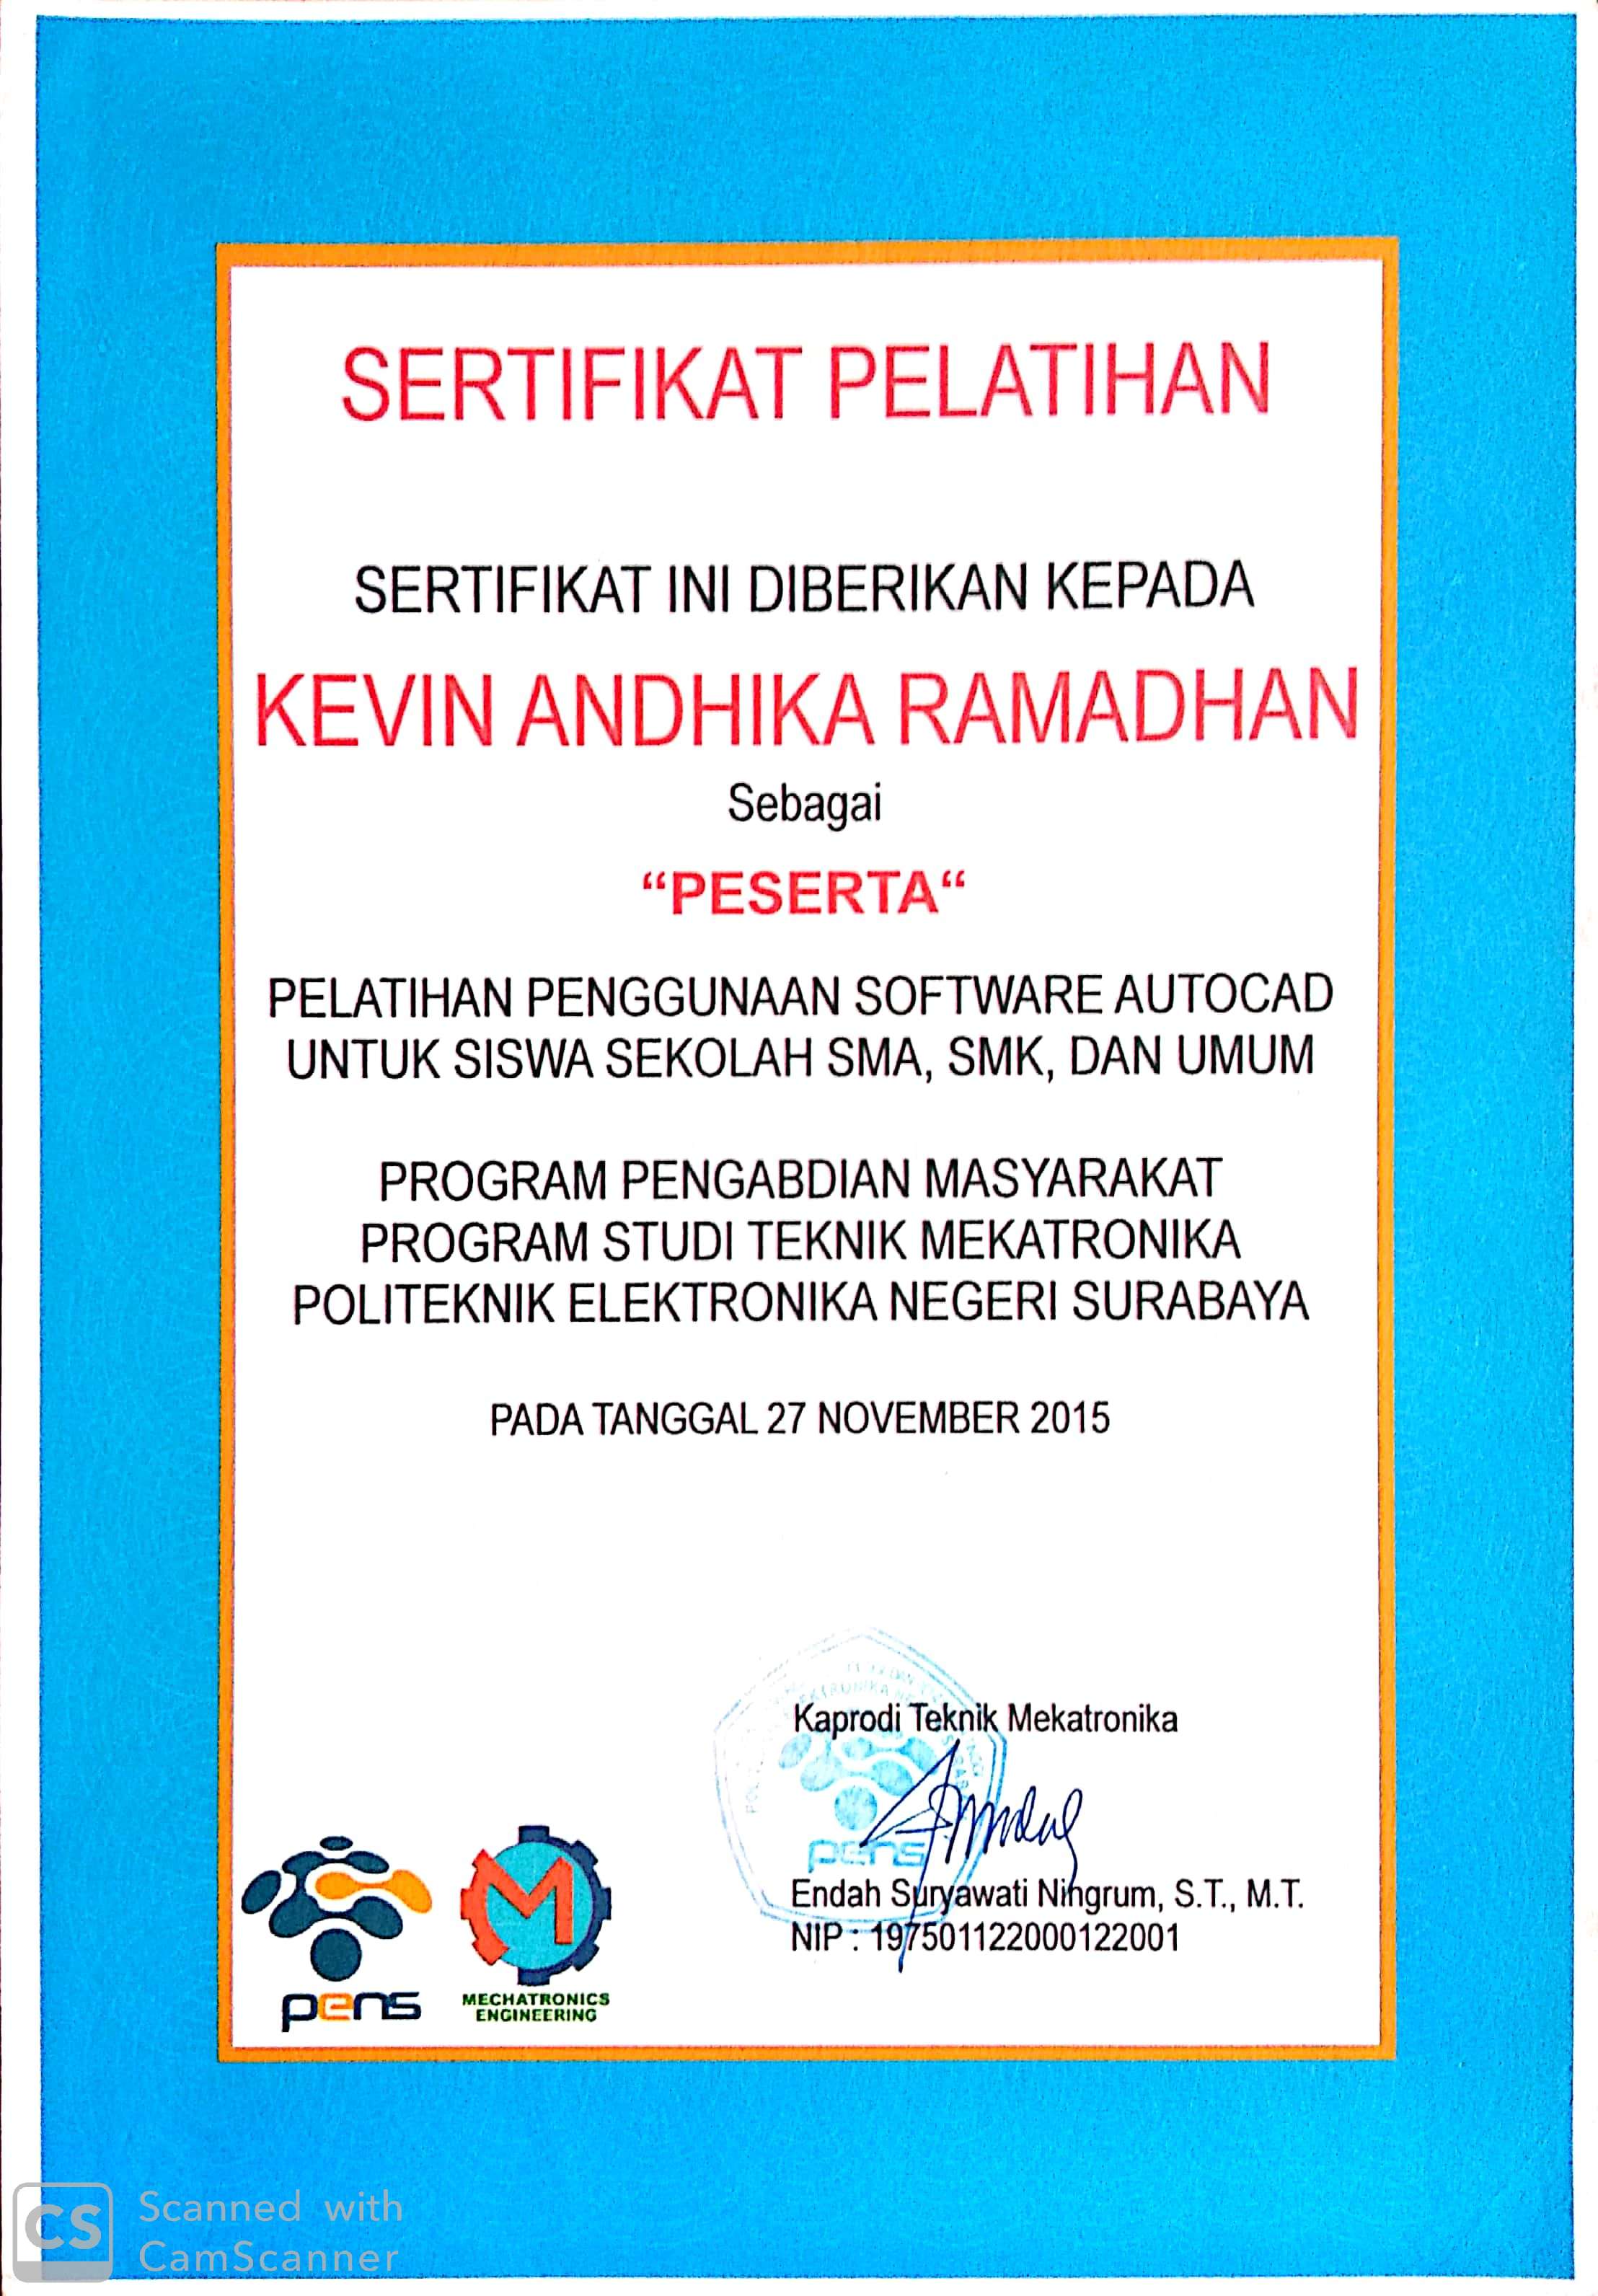 SERTIFIKAT PELATIHAN
SERTIFIKAT INI DIBERIKAN KEPADA
KEVIN ANDHIKA RAMADHAN
Sebagai
“PESERTA“
PELATIHAN PENGGUNAAN SOFTWARE AUTOCAD
UNTUK SISWA SEKOLAH SMA, SMK, DAN UMUM
PROGRAM PENGABDIAN MASYARAKAT
PROGRAM STUDI TEKNIK MEKATRONIKA
POLITEKNIK ELEKTRONIKA NEGERI SURABAYA
PADA TANGGAL 27 NOVEMBER 2015
Kaprodi Teknik Mekatronika
pens
Endah Suryawati Ningrum, S.T., M.T.
NIP : 197501122000122001
pens
M
MECHATRONICS
ENGINEERING
CS
Scanned with
CamScanner